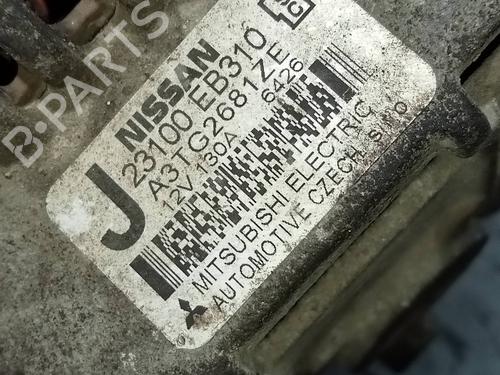 B-PARTS
NISSAN
J
23100 EB310
A3TG2681ZE
12V 130A 6426
MITSUBISHI ELECTRIC
AUTOMOTIVE CZECH s.r.o